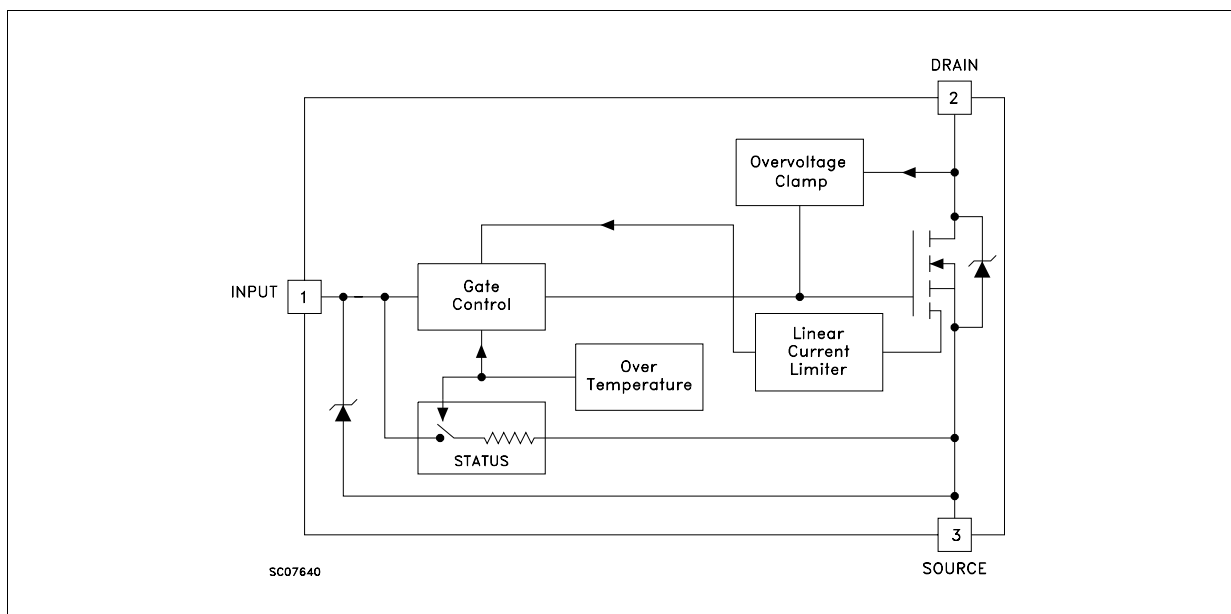 DRAIN
2
Overvoltage
Clamp
INPUT
1
Gate
Control
Linear
Current
Limiter
Over
Temperature
STATUS
3
SOURCE
SC07640